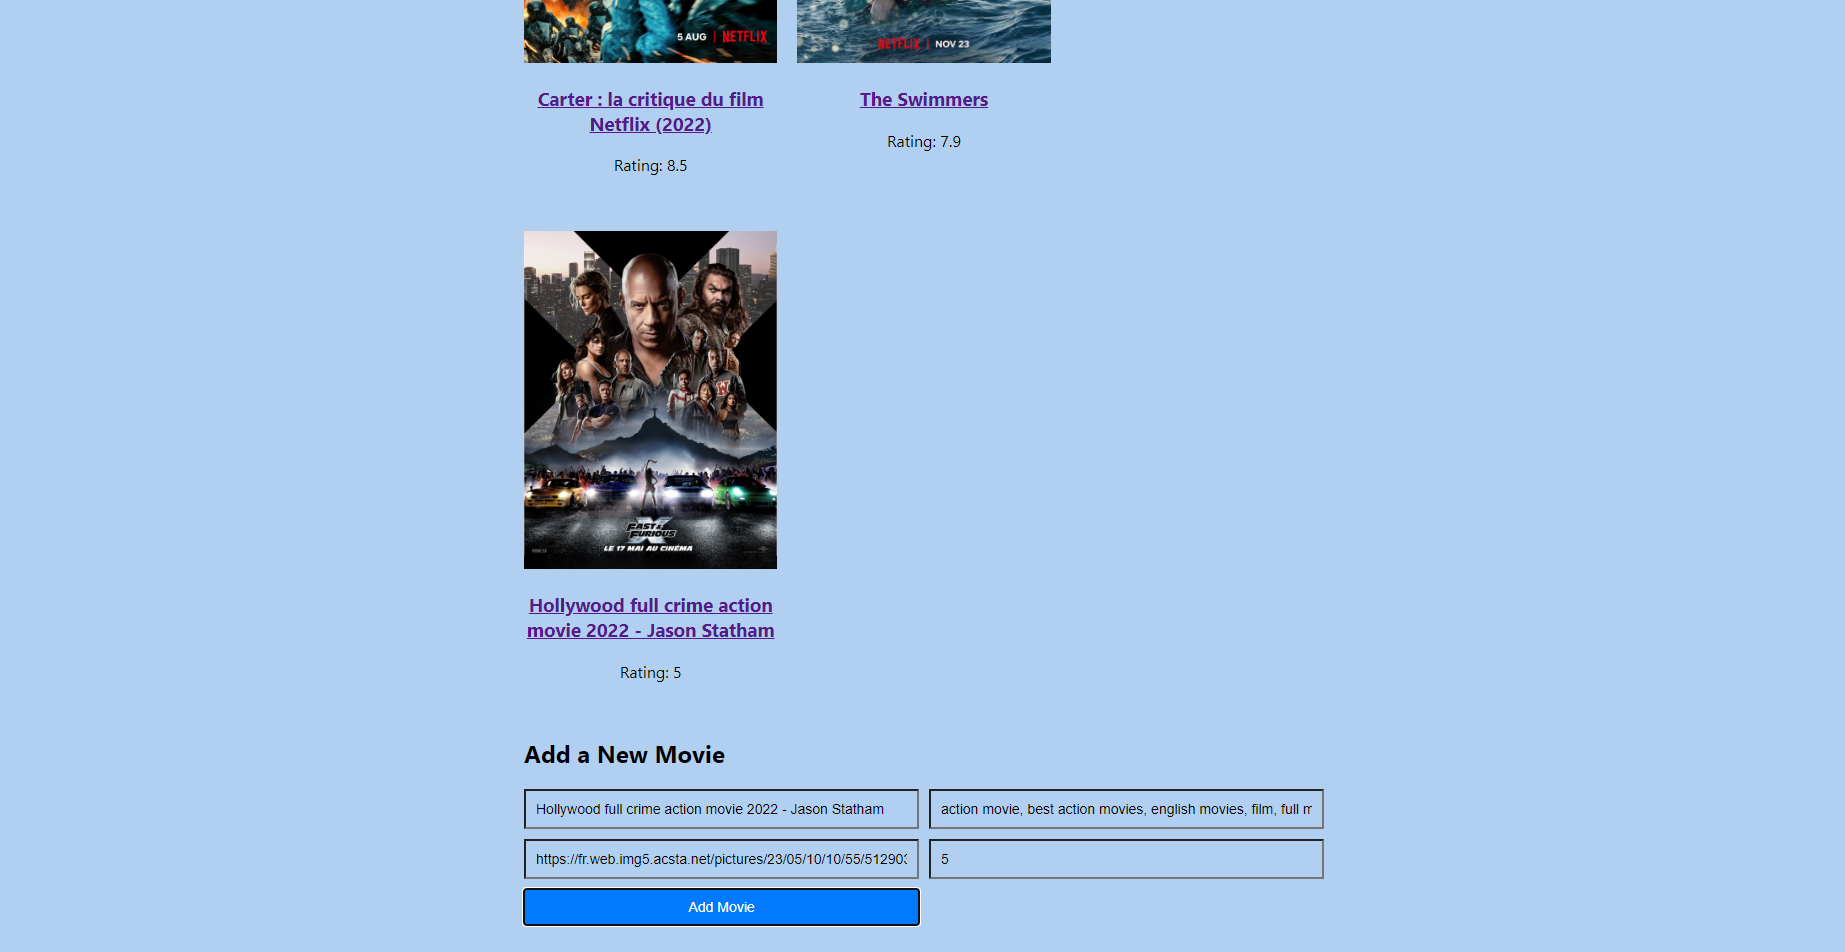 5 AUG | NETFLIX
NETFLIX | NOV 23
Carter : la critique du film
Netflix (2022)
Rating: 8.5
The Swimmers
Rating: 7.9
W
FAST &
FURIOUS
LE 17 MAI AU CINÉMA
Hollywood full crime action
movie 2022 - Jason Statham
Rating: 5
Add a New Movie
Hollywood full crime action movie 2022 - Jason Statham
action movie, best action movies, english movies, film, full m
https://fr.web.img5.acsta.net/pictures/23/05/10/10/55/512903
5
Add Movie